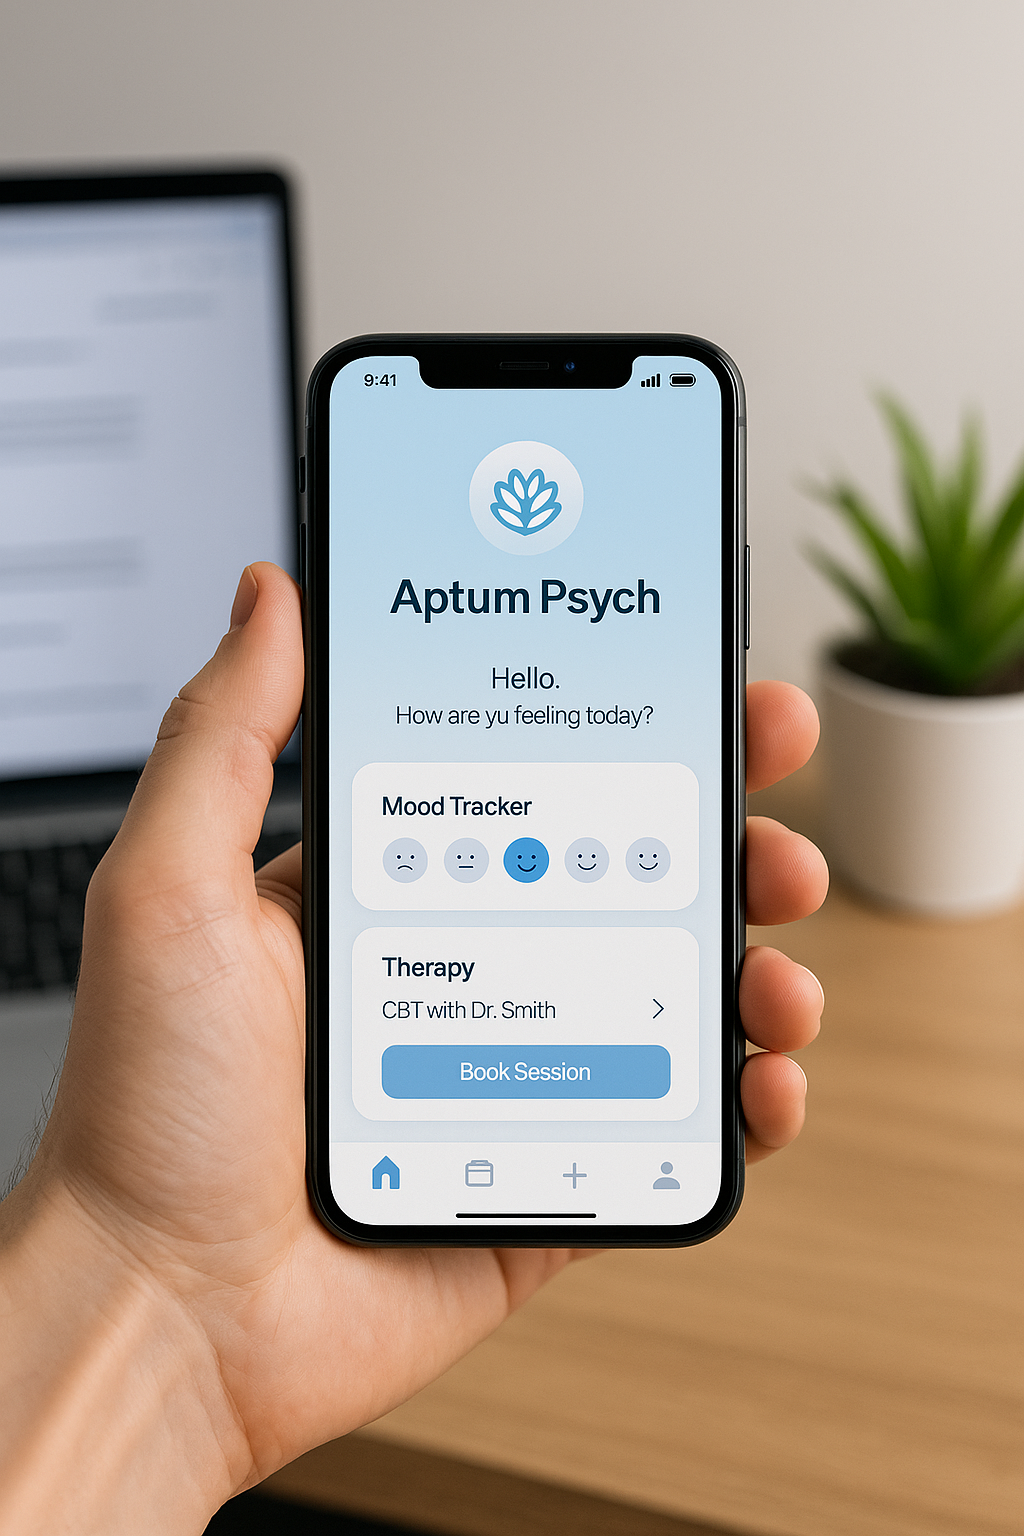 9:41
Aptum Psych
Hello.
How are yu feeling today?
Mood Tracker
Therapy
CBT with Dr. Smith
Book Session